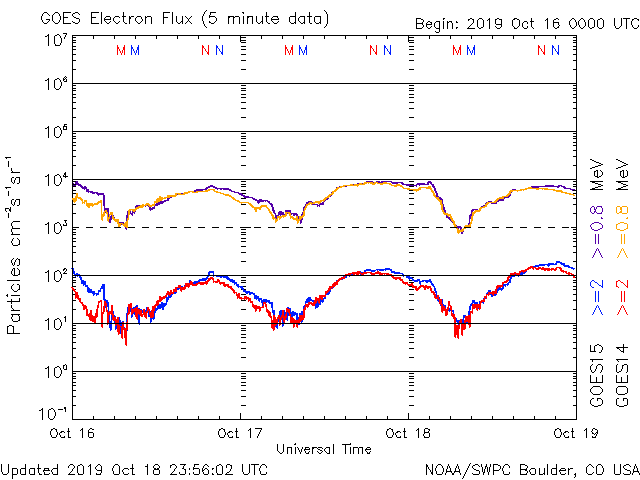 GOES Electron Flux (5 minute data)
Begin: 2019 Oct 16 0000 UTC
10⁷
M M N N M M N N M M N N
10⁶
10⁵
10⁴
10³
10²
10¹
10⁰
10⁻¹
Particles cm⁻²s⁻¹sr⁻¹
Oct 16 Oct 17 Oct 18 Oct 19
Universal Time
GOES15 >=2 >=0.8 MeV
GOES14 >=2 >=0.8 MeV
Updated 2019 Oct 18 23:56:02 UTC
NOAA/SWPC Boulder, CO USA